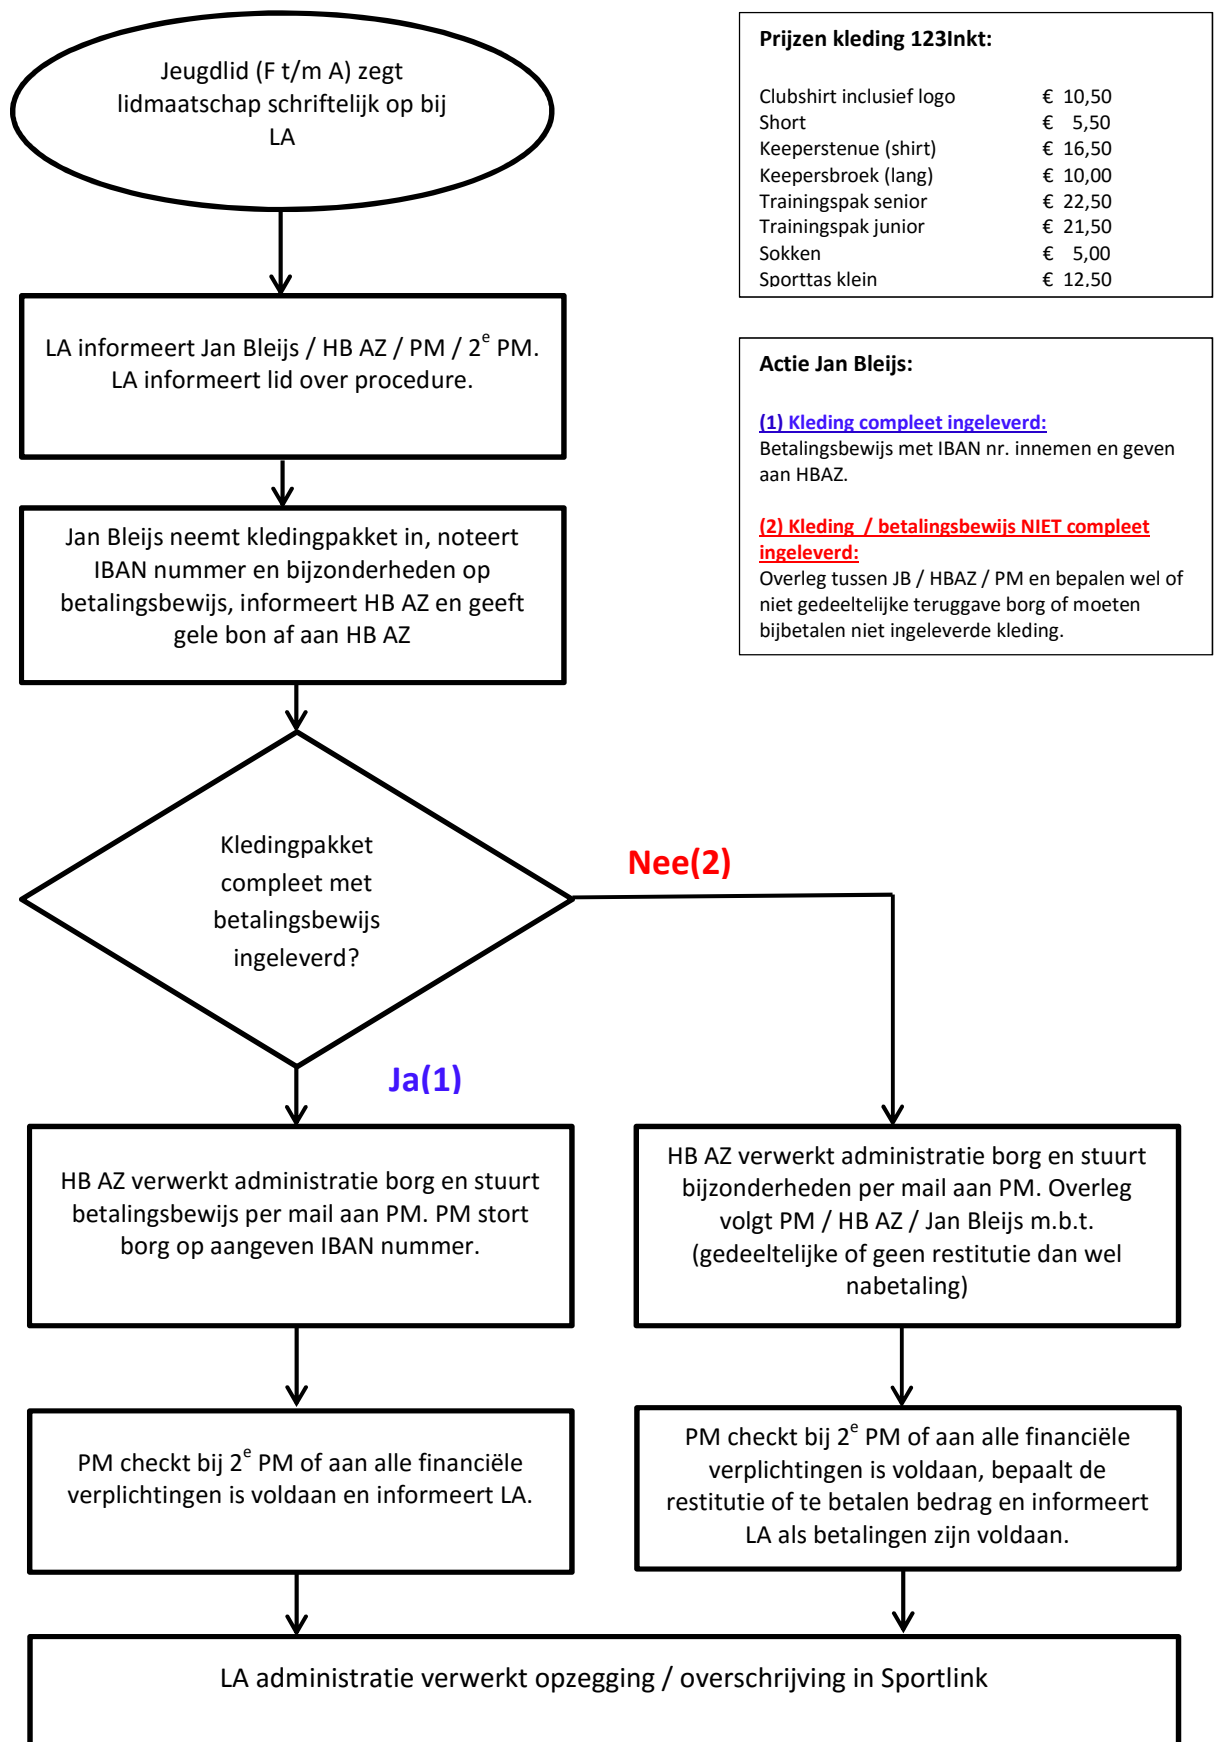 Jeugdlid (F t/m A) zegt
lidmaatschap schriftelijk op bij
LA
LA informeert Jan Bleijs / HB AZ / PM / 2e PM.
LA informeert lid over procedure.
Jan Bleijs neemt kledingpakket in, noteert
IBAN nummer en bijzonderheden op
betalingsbewijs, informeert HB AZ en geeft
gele bon af aan HB AZ
Kledingpakket
compleet met
betalingsbewijs
ingeleverd?
Nee(2)
Ja(1)
HB AZ verwerkt administratie borg en stuurt
betalingsbewijs per mail aan PM. PM stort
borg op aangeven IBAN nummer.
HB AZ verwerkt administratie borg en stuurt
bijzonderheden per mail aan PM. Overleg
volgt PM / HB AZ / Jan Bleijs m.b.t.
(gedeeltelijke of geen restitutie dan wel
nabetaling)
PM checkt bij 2e PM of aan alle financiële
verplichtingen is voldaan en informeert LA.
PM checkt bij 2e PM of aan alle financiële
verplichtingen is voldaan, bepaalt de
restitutie of te betalen bedrag en informeert
LA als betalingen zijn voldaan.
LA administratie verwerkt opzegging / overschrijving in Sportlink
Prijzen kleding 123Inkt:
Clubshirt inclusief logo € 10,50
Short € 5,50
Keeperstenue (shirt) € 16,50
Keepersbroek (lang) € 10,00
Trainingspak senior € 22,50
Trainingspak junior € 21,50
Sokken € 5,00
Sporttas klein € 12,50
Actie Jan Bleijs:
(1) Kleding compleet ingeleverd:
Betalingsbewijs met IBAN nr. innemen en geven
aan HBAZ.
(2) Kleding / betalingsbewijs NIET compleet
ingeleverd:
Overleg tussen JB / HBAZ / PM en bepalen wel of
niet gedeeltelijke teruggave borg of moeten
bijbetalen niet ingeleverde kleding.